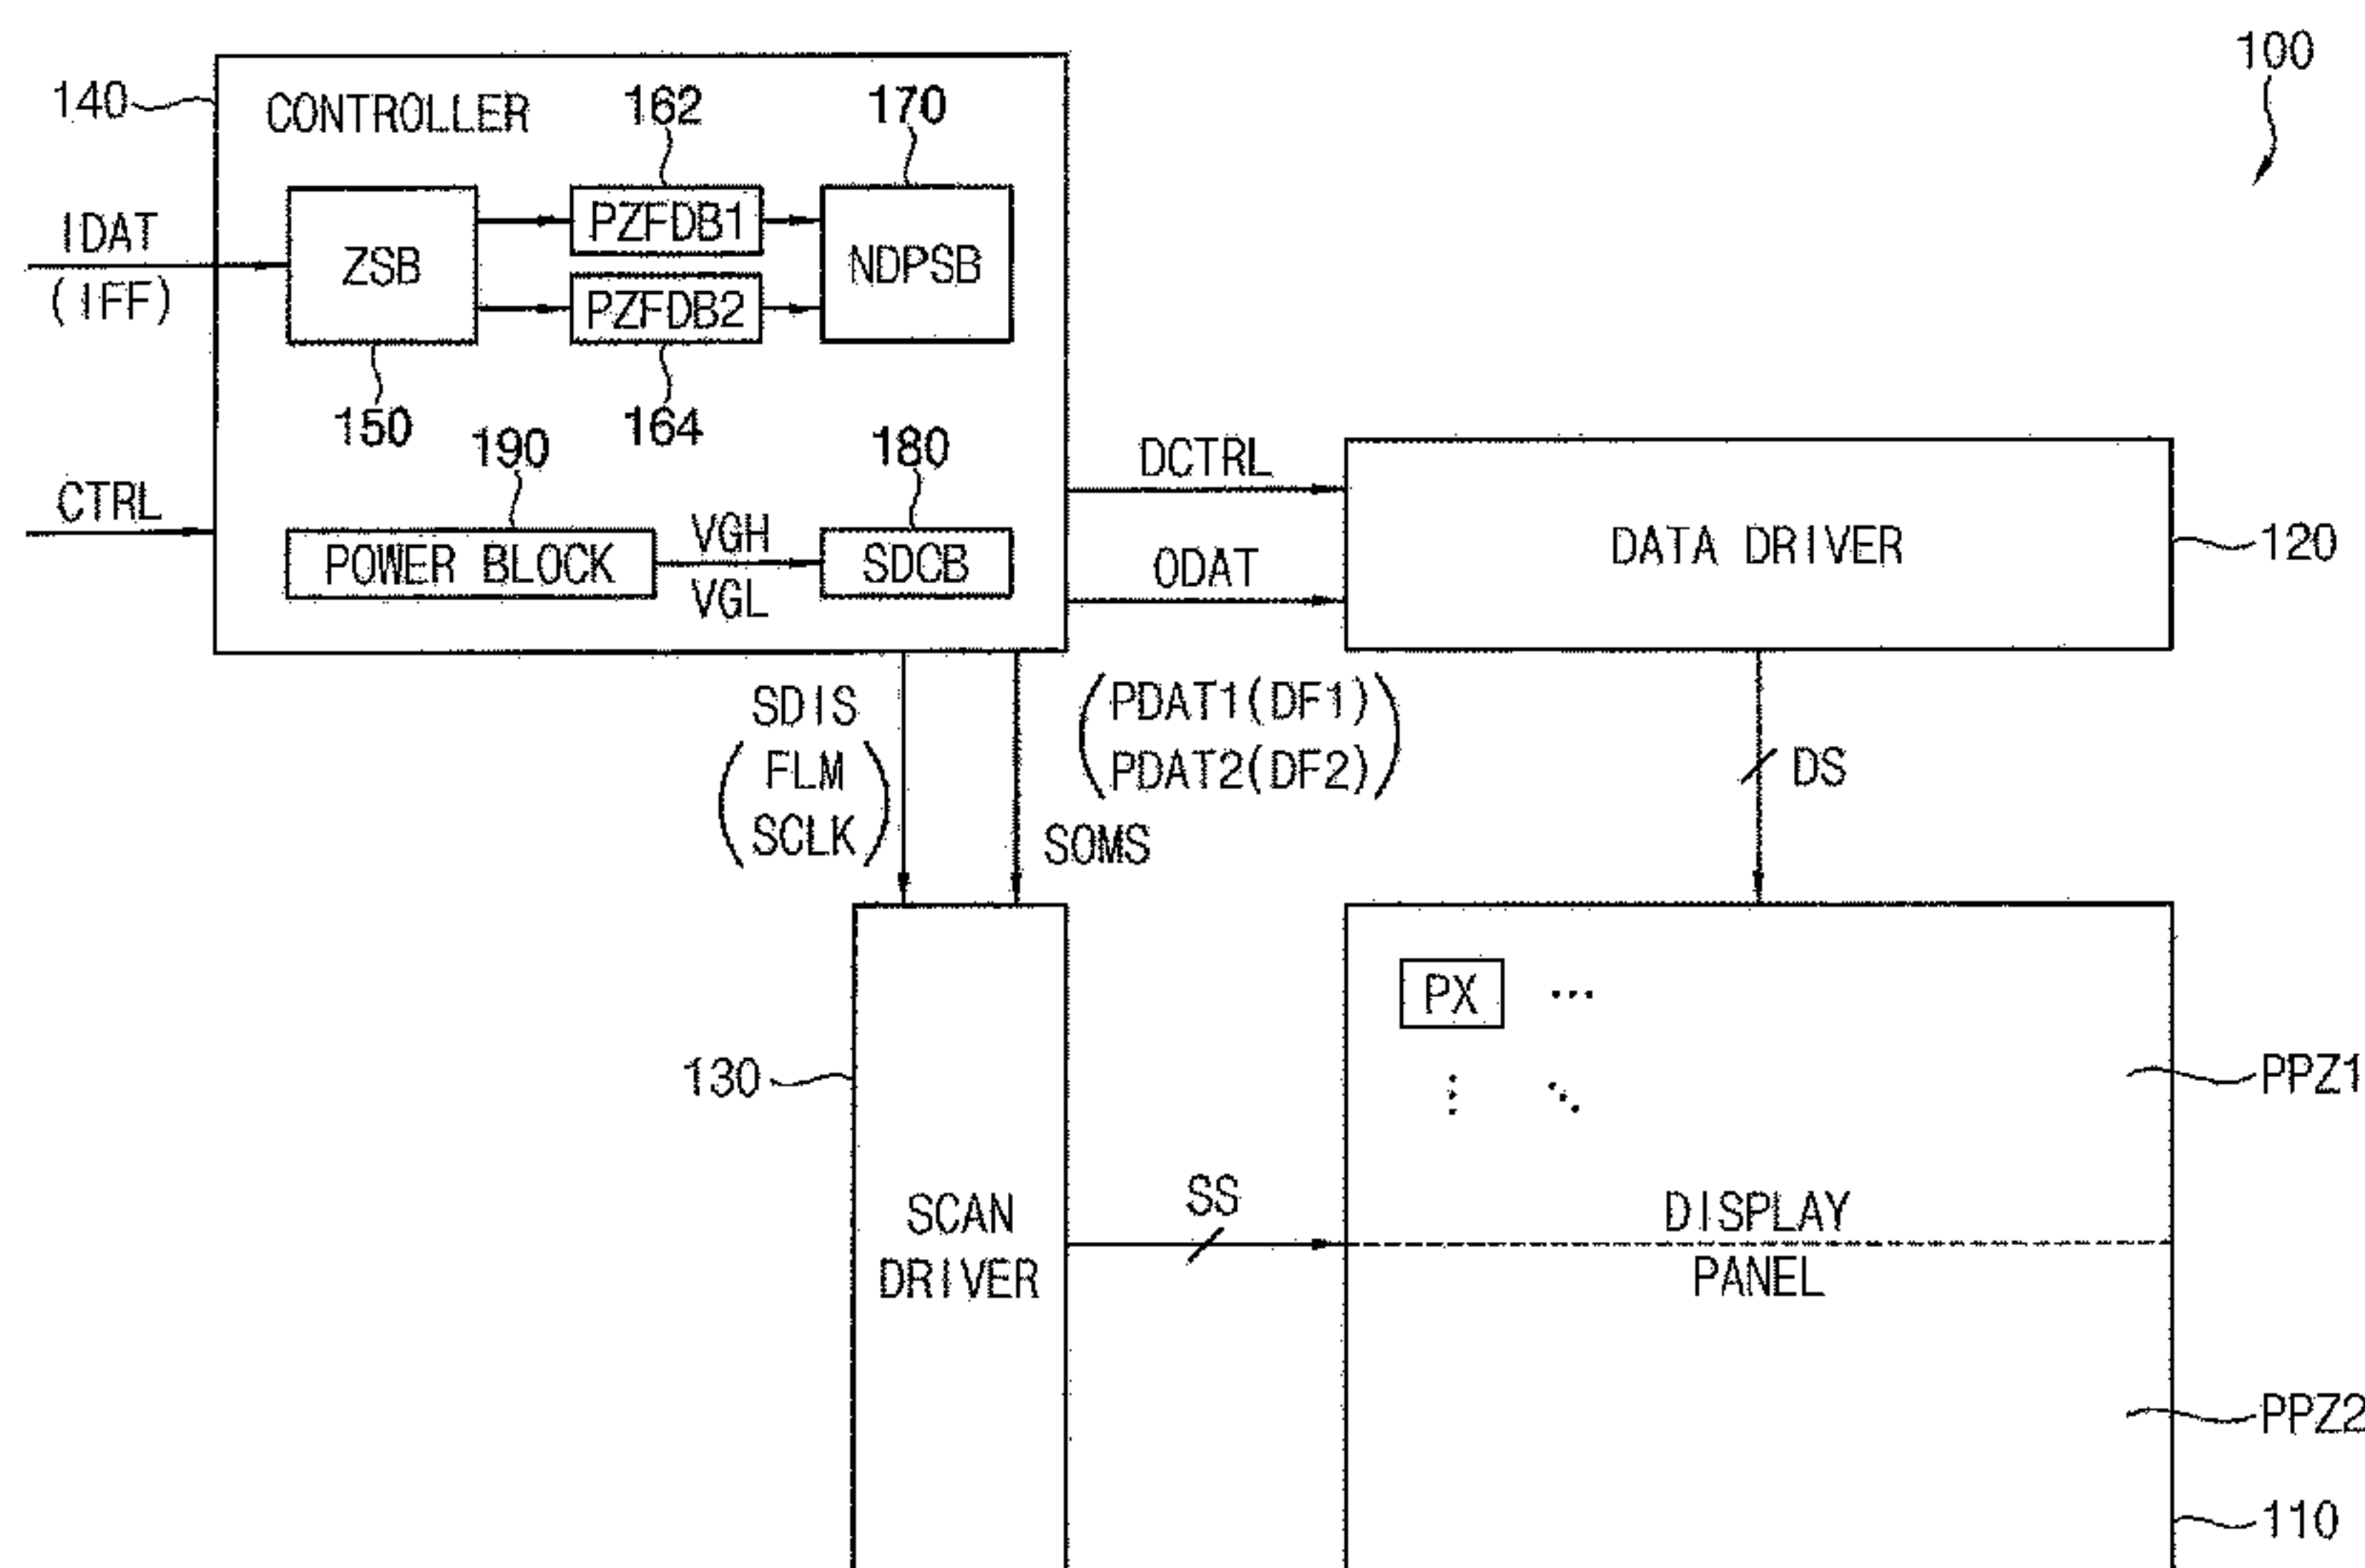 100
140
CONTROLLER
162
170
IDAT
(IFF)
ZSB
PZFDB1
PZFDB2
NDPSB
150
164
190
180
CTRL
POWER BLOCK
VGH
VGL
SDCB
DCTRL
ODAT
DATA DRIVER
120
SDIS
(FLM
SCLK)
SOMS
(PDAT1(DF1)
PDAT2(DF2))
DS
PX ...
130
PPZ1
SCAN
DRIVER
SS
DISPLAY
PANEL
PPZ2
110